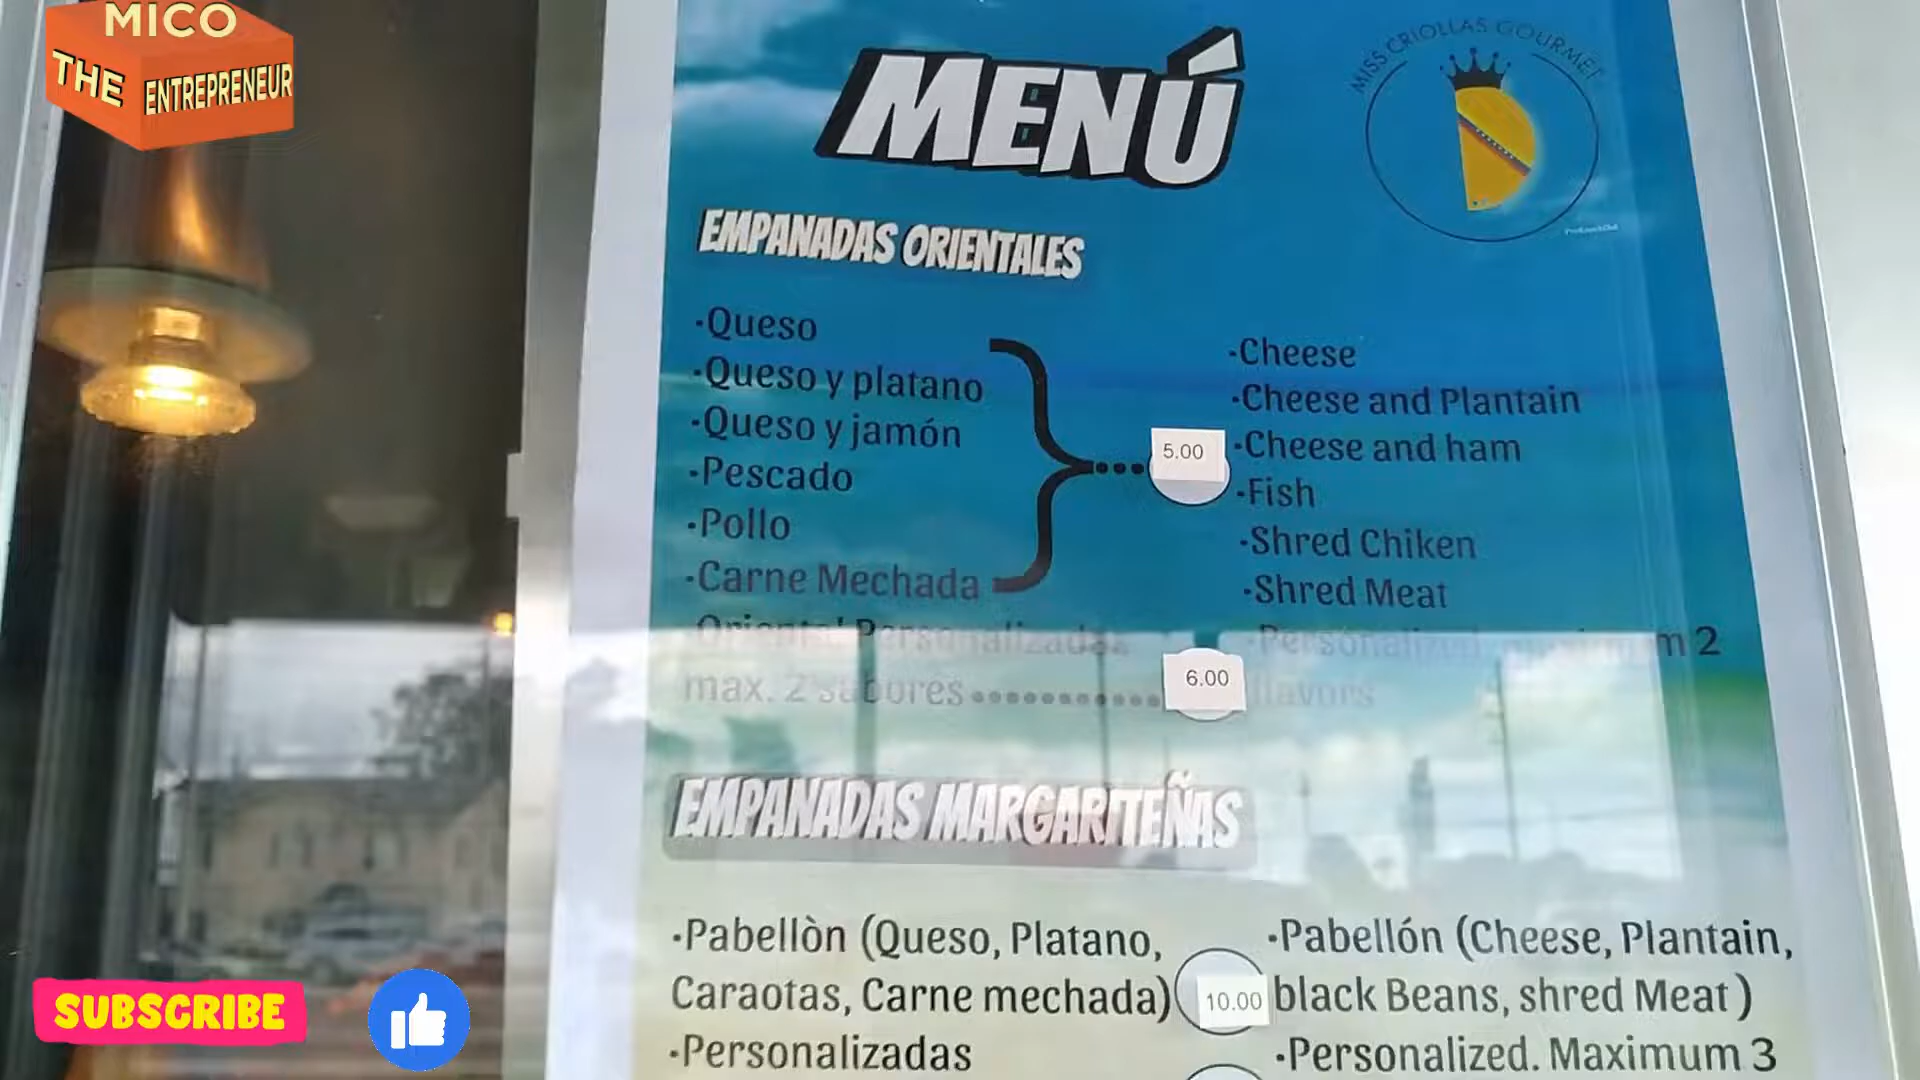 MICO
THE ENTREPRENEUR
MENÚ
MISS CRIOLLAS GOURMET
EMPANADAS ORIENTALES
·Queso
·Queso y platano
·Queso y jamón
·Pescado
·Pollo
·Carne Mechada
5.00
·Cheese
·Cheese and Plantain
·Cheese and ham
·Fish
·Shred Chiken
·Shred Meat
Oriental Personalizadas
max. 2 sabores...........
6.00
·Personalized. maximum 2
flavors
EMPANADAS MARGARITEÑAS
·Pabellòn (Queso, Platano,
Caraotas, Carne mechada)
10.00
·Pabellón (Cheese, Plantain,
black Beans, shred Meat )
·Personalizadas
·Personalized. Maximum 3
SUBSCRIBE